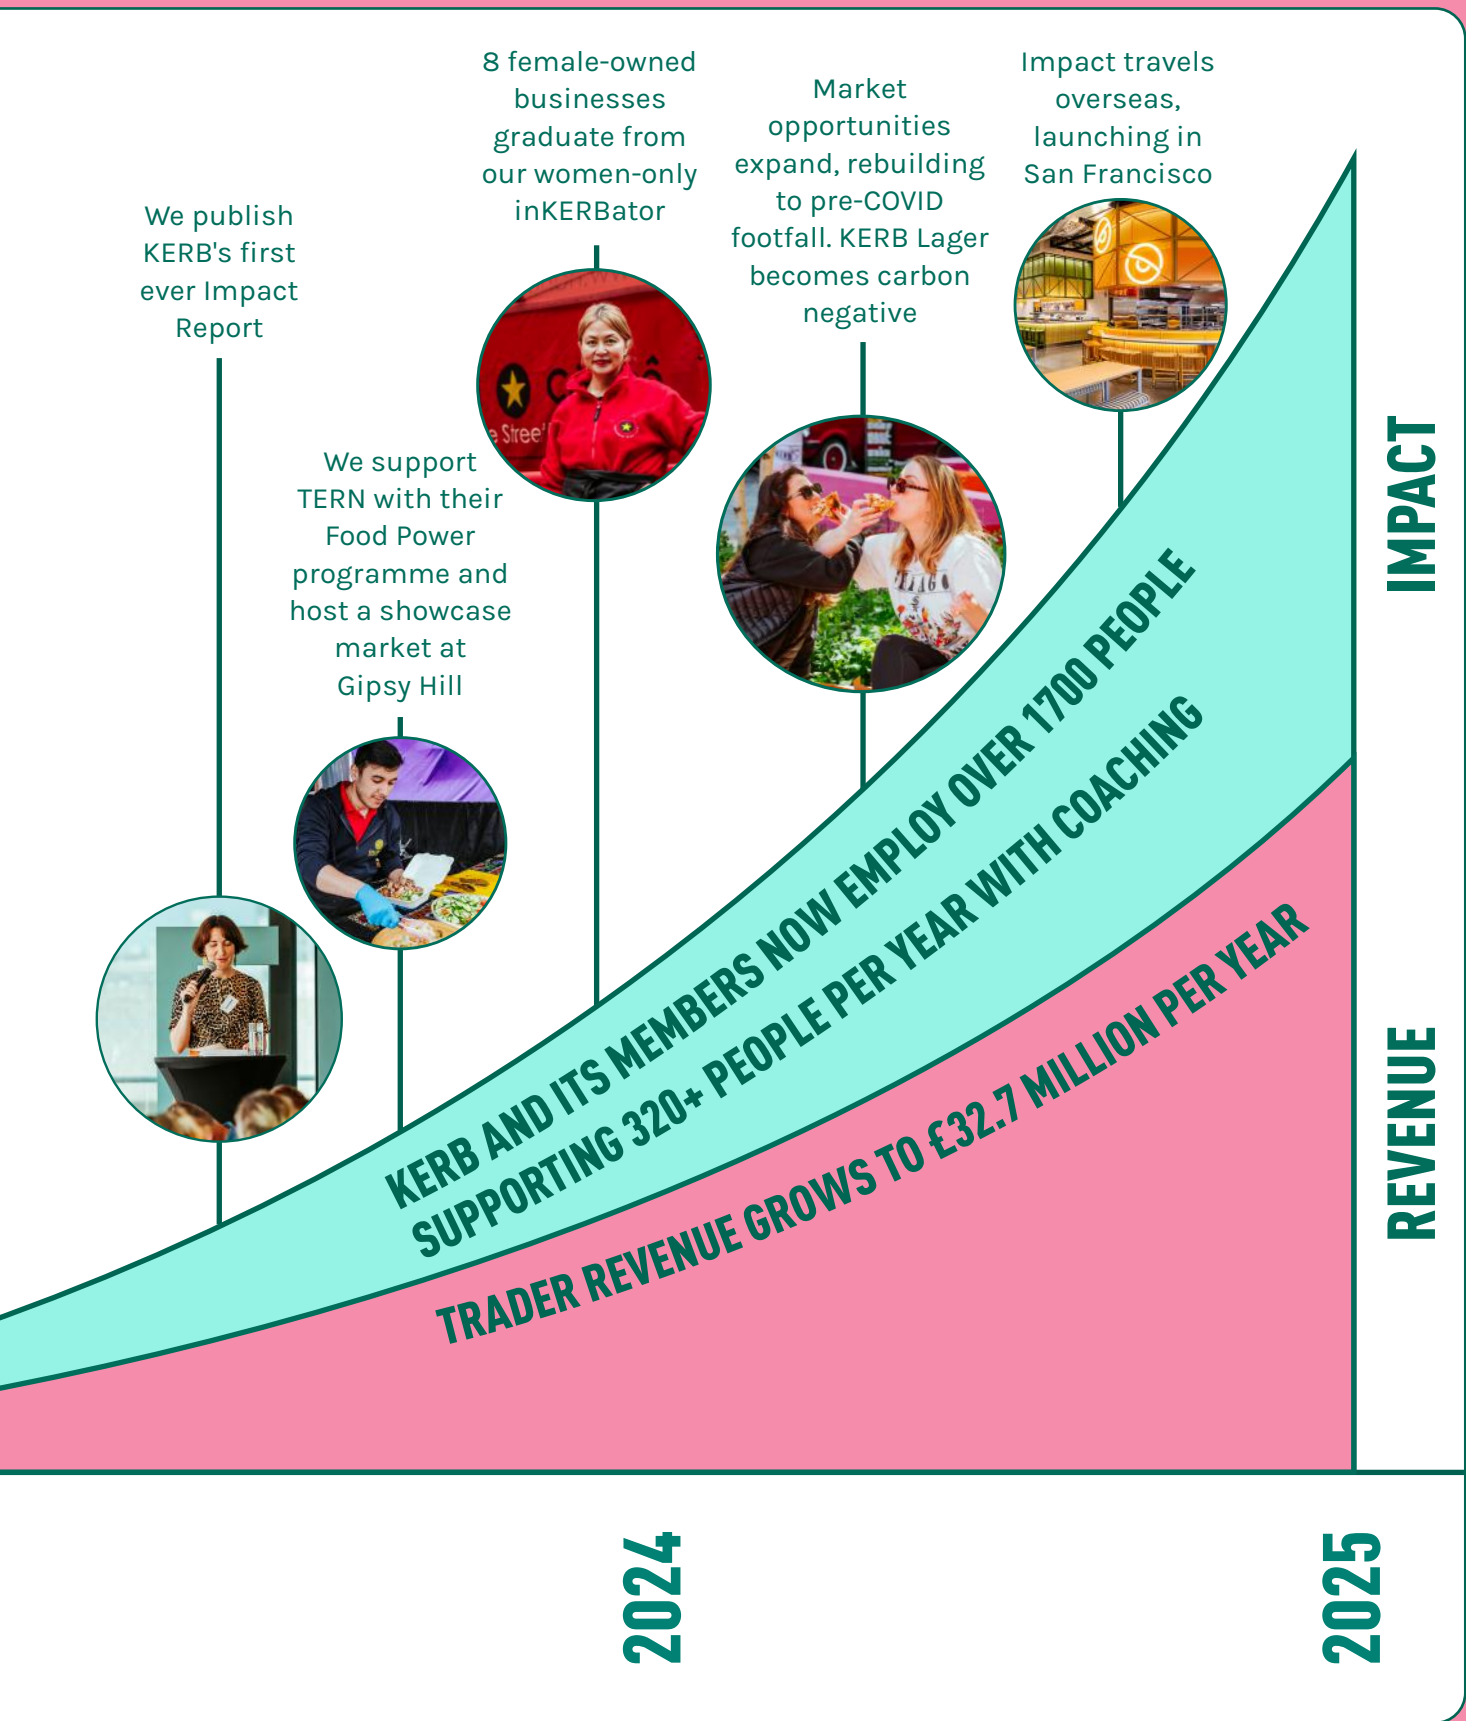 We publish
KERB's first
ever Impact
Report
We support
TERN with their
Food Power
programme and
host a showcase
market at
Gipsy Hill
8 female-owned
businesses
graduate from
our women-only
inKERBator
Market
opportunities
expand, rebuilding
to pre-COVID
footfall. KERB Lager
becomes carbon
negative
Impact travels
overseas,
launching in
San Francisco
KERB AND ITS MEMBERS NOW EMPLOY OVER 1700 PEOPLE
SUPPORTING 320+ PEOPLE PER YEAR WITH COACHING
TRADER REVENUE GROWS TO £32.7 MILLION PER YEAR
IMPACT
REVENUE
2024
2025